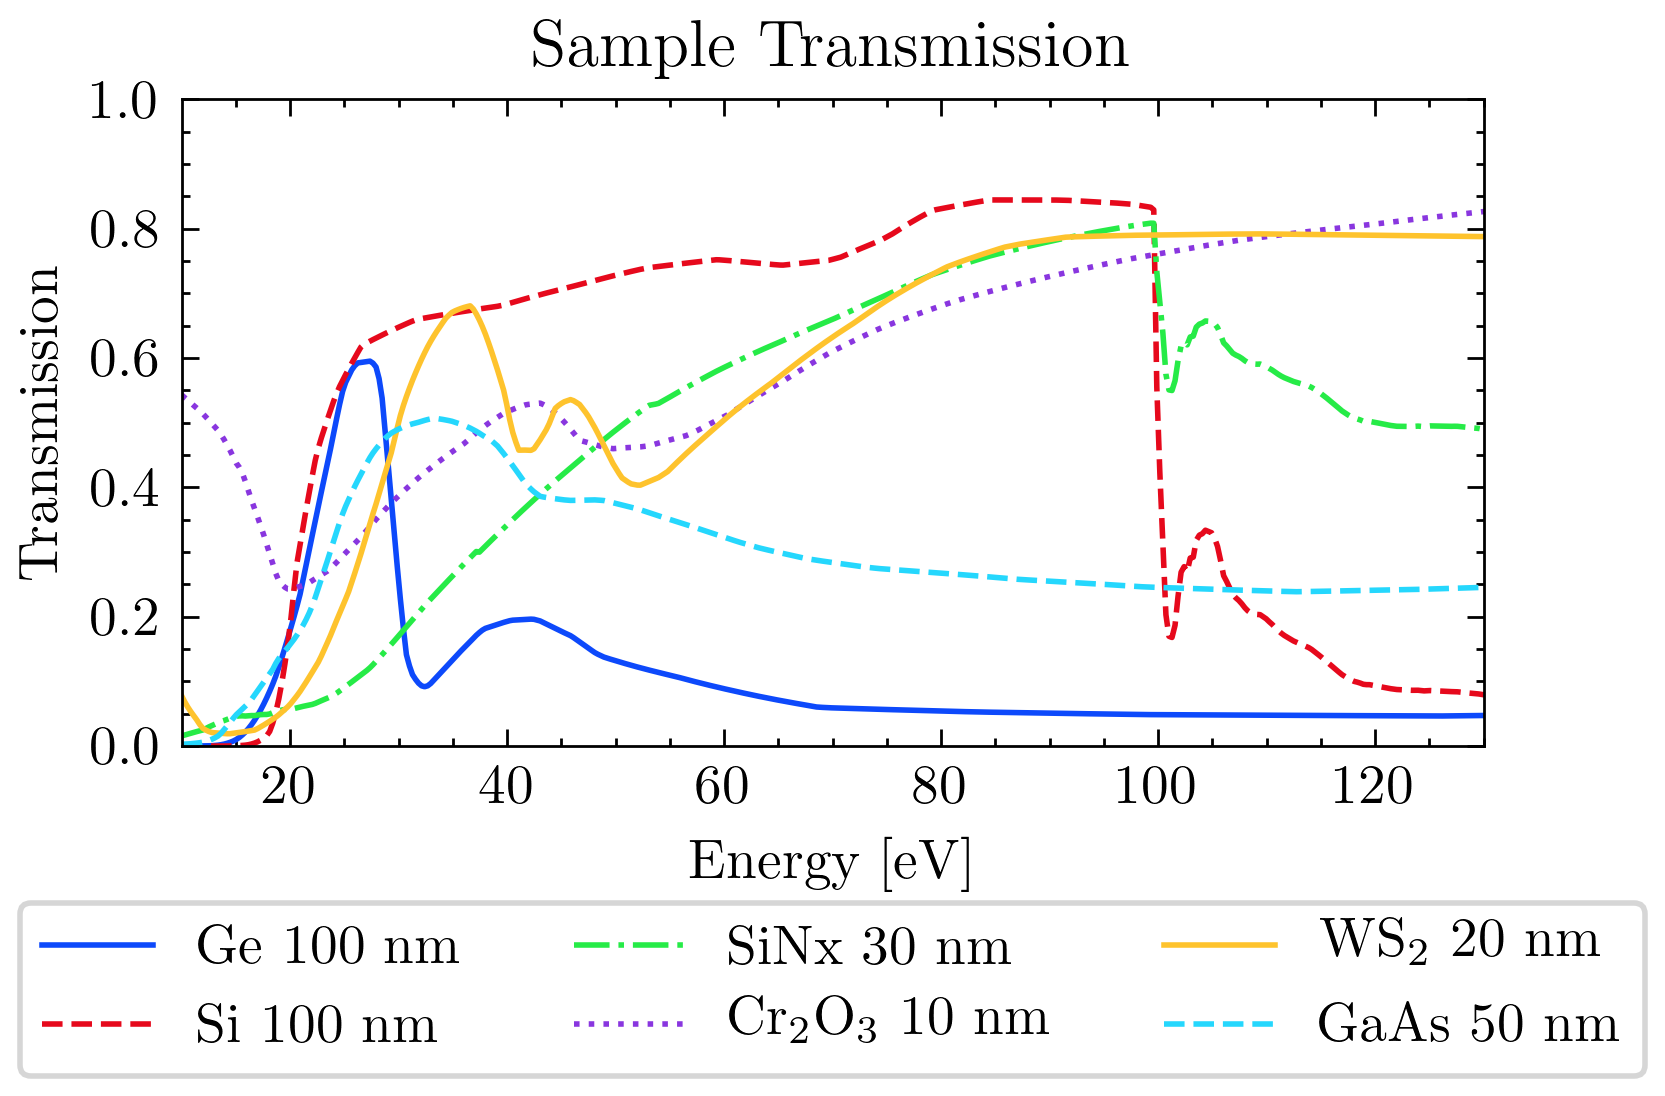 Sample Transmission
1.0
0.8
0.6
0.4
0.2
0.0
Transmission
20 40 60 80 100 120
Energy [eV]
Ge 100 nm SiNx 30 nm WS₂ 20 nm
Si 100 nm Cr₂O₃ 10 nm GaAs 50 nm